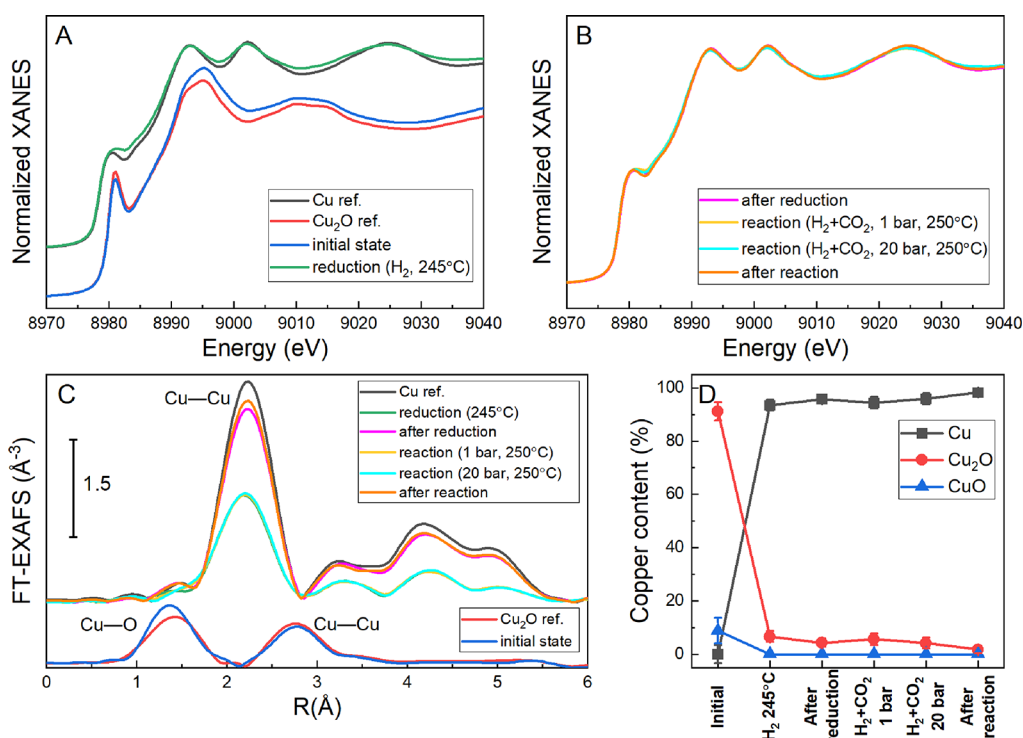 A
Normalized XANES
Cu ref.
Cu₂O ref.
initial state
reduction (H₂, 245°C)
8970 8980 8990 9000 9010 9020 9030 9040
Energy (eV)
B
Normalized XANES
after reduction
reaction (H₂+CO₂, 1 bar, 250°C)
reaction (H₂+CO₂, 20 bar, 250°C)
after reaction
8970 8980 8990 9000 9010 9020 9030 9040
Energy (eV)
C
FT-EXAFS (Å⁻³)
Cu—Cu
1.5
Cu ref.
reduction (245°C)
after reduction
reaction (1 bar, 250°C)
reaction (20 bar, 250°C)
after reaction
Cu—O
Cu—Cu
Cu₂O ref.
initial state
0 1 2 3 4 5 6
R(Å)
D
Copper content (%)
100
80
60
40
20
0
Cu
Cu₂O
CuO
Initial
H₂ 245°C
After
reduction
H₂+CO₂
1 bar
H₂+CO₂
20 bar
After
reaction